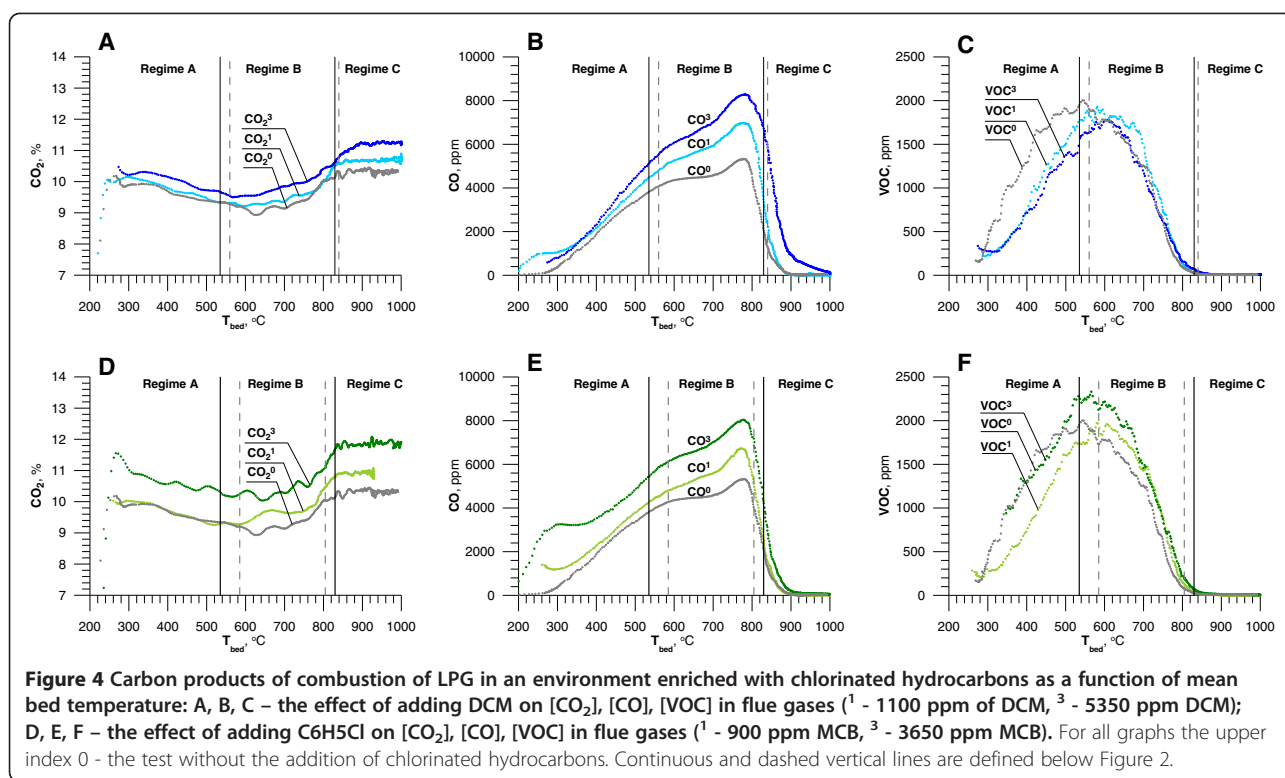 A
B
C
14
13
12
11
10
9
8
7
CO₂, %
Regime A
Regime B
Regime C
CO₂³
CO₂¹
CO₂⁰
200 300 400 500 600 700 800 900 1000
T_bed, °C
10000
8000
6000
4000
2000
0
CO, ppm
Regime A
Regime B
Regime C
CO³
CO¹
CO⁰
200 300 400 500 600 700 800 900 1000
T_bed, °C
2500
2000
1500
1000
500
0
VOC, ppm
Regime A
Regime B
Regime C
VOC³
VOC¹
VOC⁰
200 300 400 500 600 700 800 900 1000
T_bed, °C
D
E
F
14
13
12
11
10
9
8
7
CO₂, %
Regime A
Regime B
Regime C
CO₂³
CO₂¹
CO₂⁰
200 300 400 500 600 700 800 900 1000
T_bed, °C
10000
8000
6000
4000
2000
0
CO, ppm
Regime A
Regime B
Regime C
CO³
CO¹
CO⁰
200 300 400 500 600 700 800 900 1000
T_bed, °C
2500
2000
1500
1000
500
0
VOC, ppm
Regime A
Regime B
Regime C
VOC³
VOC⁰
VOC¹
200 300 400 500 600 700 800 900 1000
T_bed, °C
Figure 4 Carbon products of combustion of LPG in an environment enriched with chlorinated hydrocarbons as a function of mean
bed temperature: A, B, C – the effect of adding DCM on [CO₂], [CO], [VOC] in flue gases (¹ - 1100 ppm of DCM, ³ - 5350 ppm DCM);
D, E, F – the effect of adding C6H5Cl on [CO₂], [CO], [VOC] in flue gases (¹ - 900 ppm MCB, ³ - 3650 ppm MCB). For all graphs the upper
index 0 - the test without the addition of chlorinated hydrocarbons. Continuous and dashed vertical lines are defined below Figure 2.